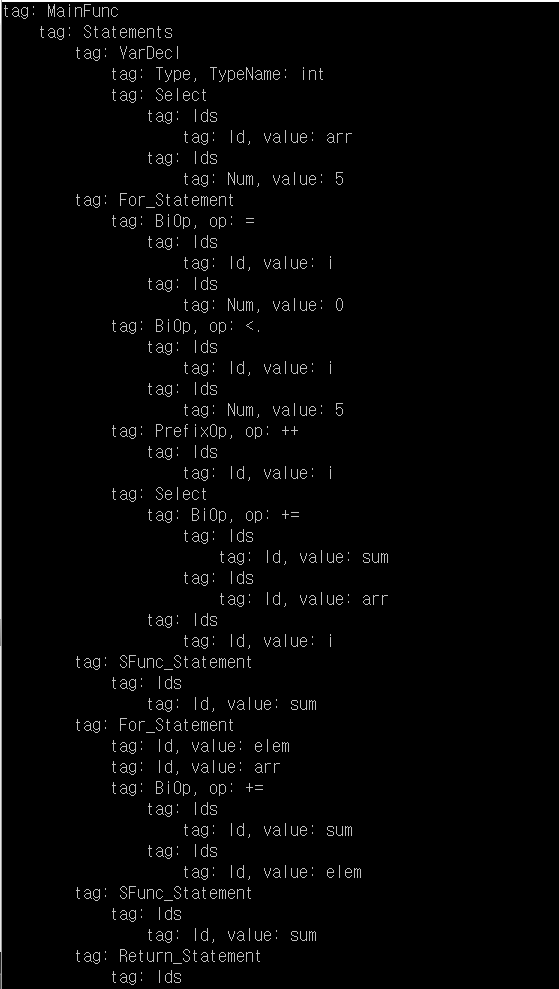 tag: MainFunc
tag: Statements
tag: VarDecl
tag: Type, TypeName: int
tag: Select
tag: Ids
tag: Id, value: arr
tag: Ids
tag: Num, value: 5
tag: For_Statement
tag: BiOp, op: =
tag: Ids
tag: Id, value: i
tag: Ids
tag: Num, value: 0
tag: BiOp, op: <.
tag: Ids
tag: Id, value: i
tag: Ids
tag: Num, value: 5
tag: PrefixOp, op: ++
tag: Ids
tag: Id, value: i
tag: Select
tag: BiOp, op: +=
tag: Ids
tag: Id, value: sum
tag: Ids
tag: Id, value: arr
tag: Ids
tag: Id, value: i
tag: SFunc_Statement
tag: Ids
tag: Id, value: sum
tag: For_Statement
tag: Id, value: elem
tag: Id, value: arr
tag: BiOp, op: +=
tag: Ids
tag: Id, value: sum
tag: Ids
tag: Id, value: elem
tag: SFunc_Statement
tag: Ids
tag: Id, value: sum
tag: Return_Statement
tag: Ids